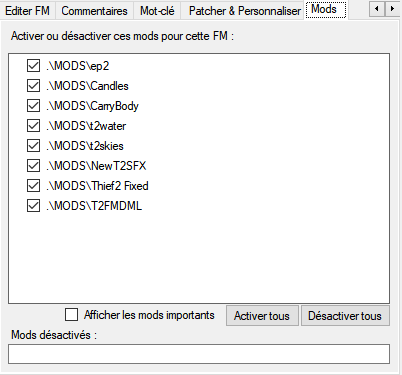 Editer FM Commentaires Mot-clé Patcher & Personnaliser Mods
Activer ou désactiver ces mods pour cette FM :
.\MODS\ep2
.\MODS\Candles
.\MODS\CarryBody
.\MODS\t2water
.\MODS\t2skies
.\MODS\NewT2SFX
.\MODS\Thief2 Fixed
.\MODS\T2FMDML
Afficher les mods importants Activer tous Désactiver tous
Mods désactivés :